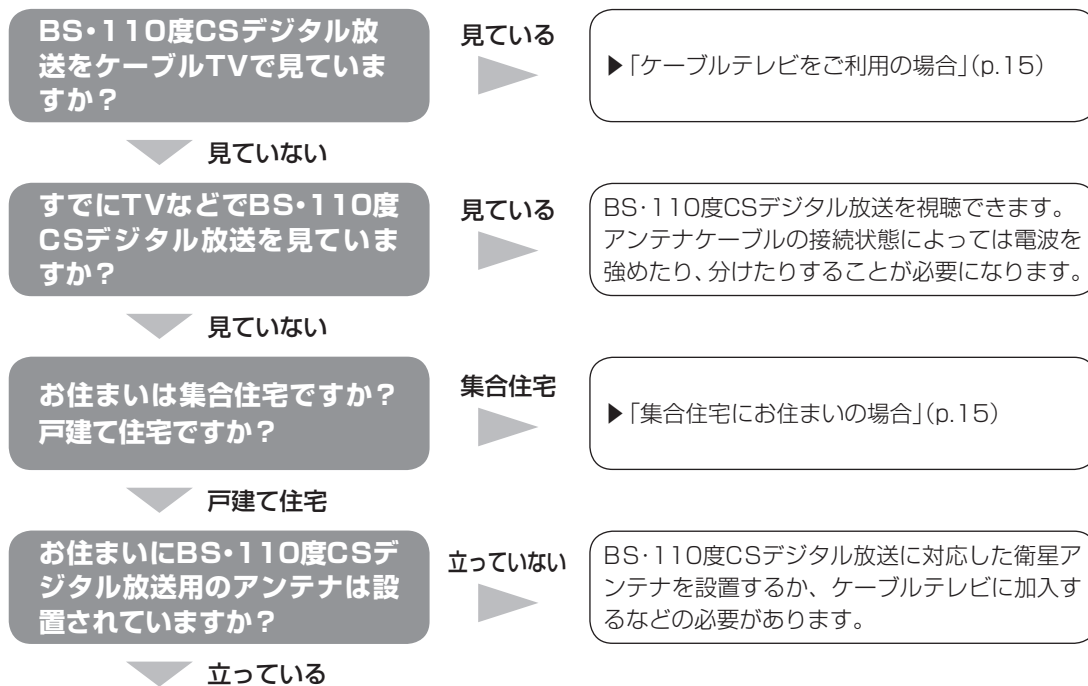 BS・110度CSデジタル放
送をケーブルTVで見ていま
すか？
見ている
▶「ケーブルテレビをご利用の場合」(p.15)
見ていない
すでにTVなどでBS・110度
CSデジタル放送を見ていま
すか？
見ている
BS・110度CSデジタル放送を視聴できます。
アンテナケーブルの接続状態によっては電波を
強めたり、分けたりすることが必要になります。
見ていない
お住まいは集合住宅ですか？
戸建て住宅ですか？
集合住宅
▶「集合住宅にお住まいの場合」(p.15)
戸建て住宅
お住まいにBS・110度CSデ
ジタル放送用のアンテナは設
置されていますか？
立っていない
BS・110度CSデジタル放送に対応した衛星ア
ンテナを設置するか、ケーブルテレビに加入す
るなどの必要があります。
立っている